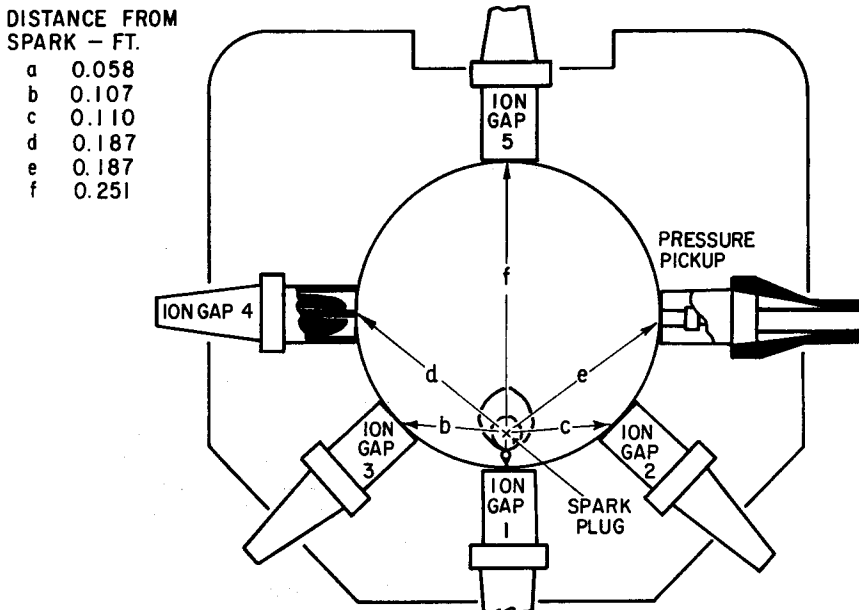 DISTANCE FROM
SPARK – FT.
a 0.058
b 0.107
c 0.110
d 0.187
e 0.187
f 0.251
ION
GAP
5
PRESSURE
PICKUP
f
ION GAP 4
d
e
b
c
ION
GAP
3
ION
GAP
2
ION
GAP
1
SPARK
PLUG